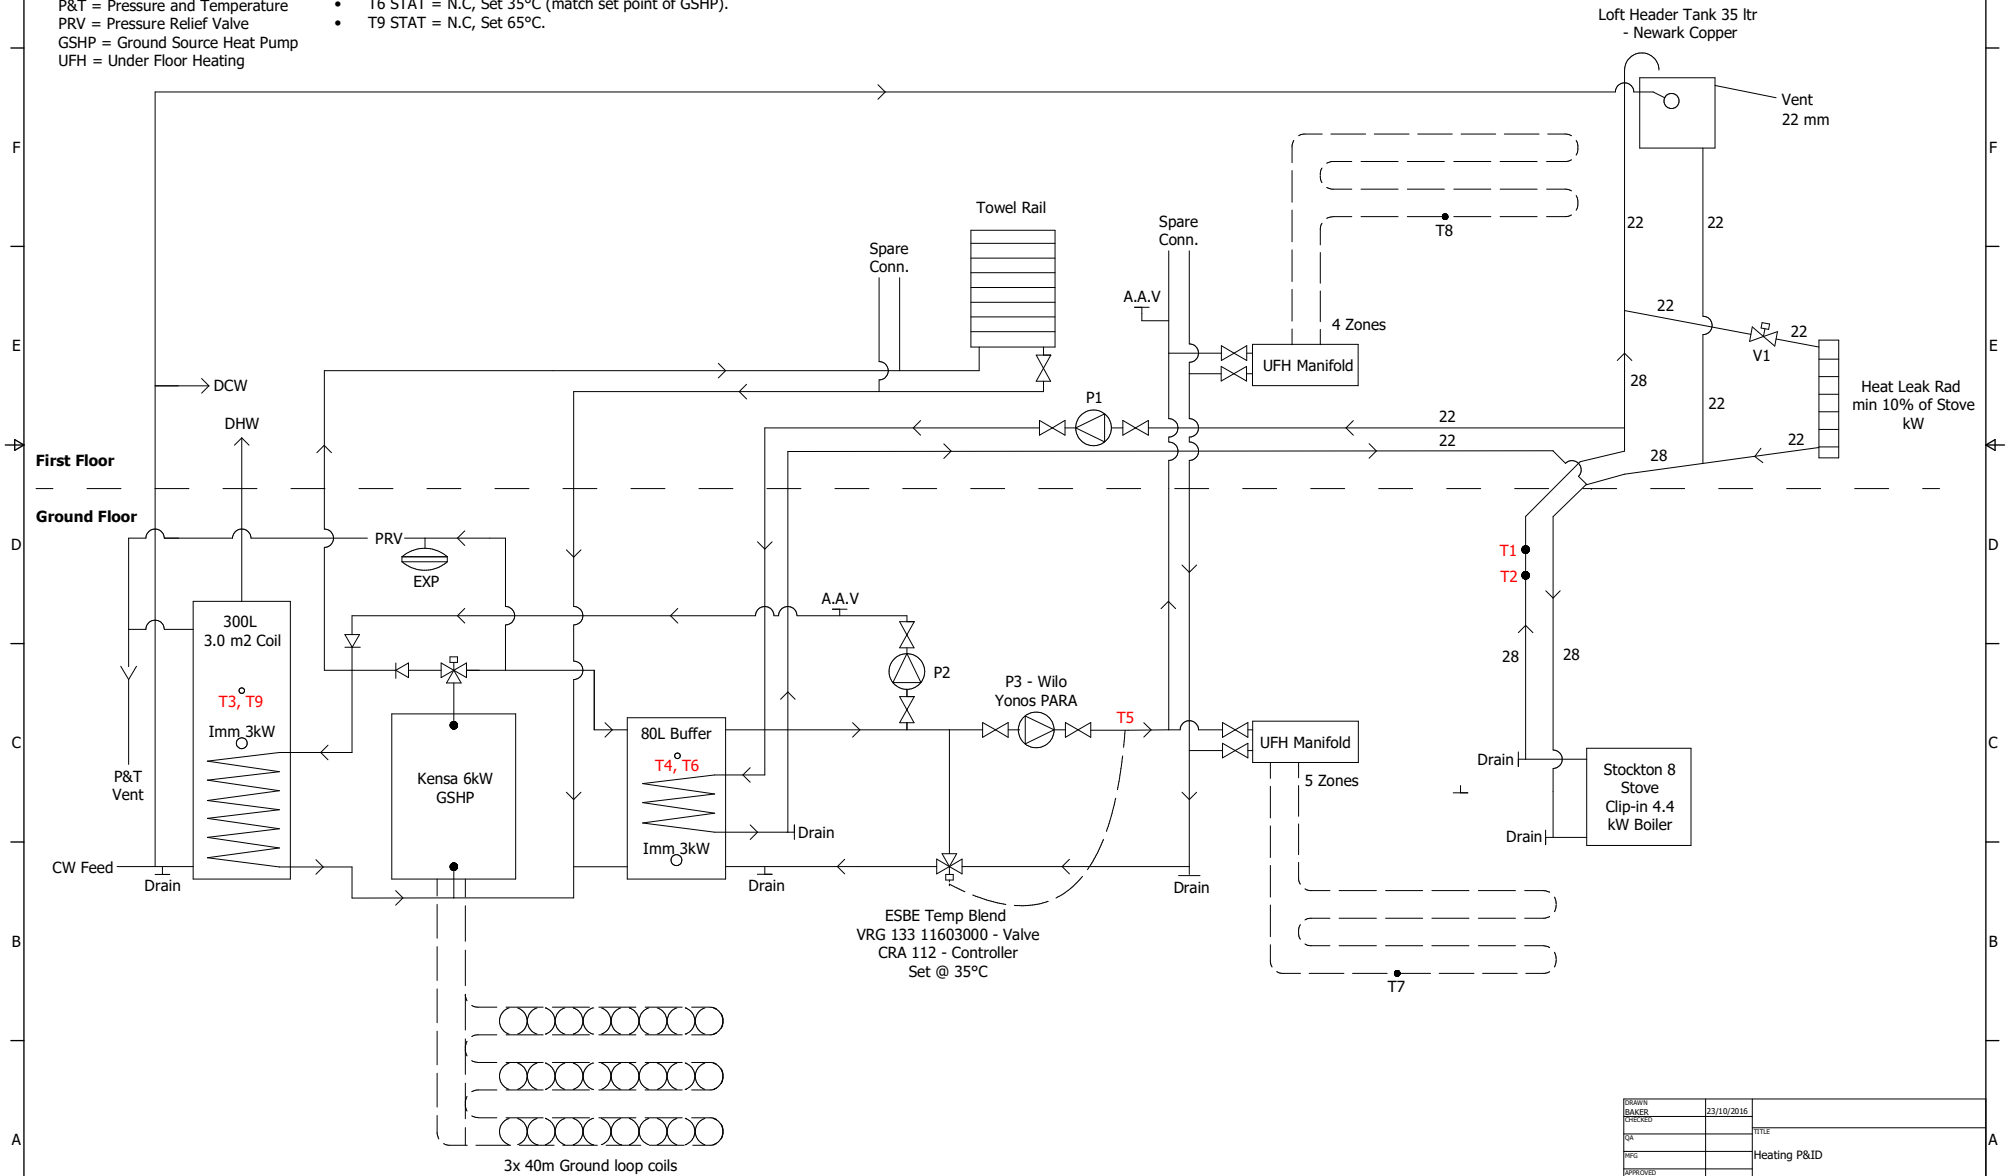 P&T = Pressure and Temperature
PRV = Pressure Relief Valve
GSHP = Ground Source Heat Pump
UFH = Under Floor Heating
• T6 STAT = N.C, Set 35°C (match set point of GSHP).
• T9 STAT = N.C, Set 65°C.
Loft Header Tank 35 ltr
- Newark Copper
Vent
22 mm
F
F
Towel Rail
Spare
Conn.
Spare
Conn.
T8
22
22
A.A.V
4 Zones
UFH Manifold
22
22
V1
E
E
DCW
DHW
P1
28
22
Heat Leak Rad
min 10% of Stove
kW
22
22
22
28
First Floor
Ground Floor
PRV
EXP
D
D
T1
T2
300L
3.0 m2 Coil
A.A.V
T3, T9
Imm 3kW
P2
P3 - Wilo
Yonos PARA
T5
28
28
80L Buffer
T4, T6
UFH Manifold
5 Zones
C
C
P&T
Vent
Kensa 6kW
GSHP
Drain
Stockton 8
Stove
Clip-in 4.4
kW Boiler
Drain
Drain
Imm 3kW
CW Feed
Drain
Drain
Drain
ESBE Temp Blend
VRG 133 11603000 - Valve
CRA 112 - Controller
Set @ 35°C
T7
B
B
A
A
3x 40m Ground loop coils
DRAWN
BAKER
23/10/2016
CHECKED
QA
MFG
APPROVED
TITLE
Heating P&ID